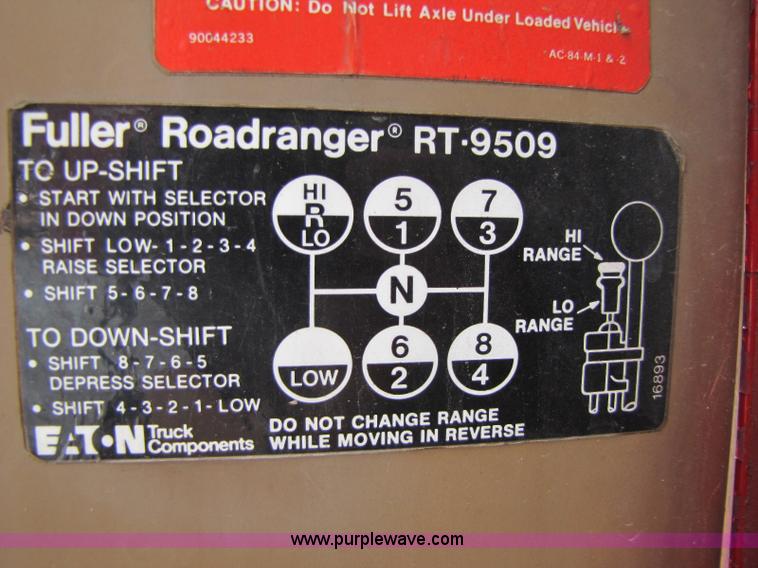 CAUTION: Do Not Lift Axle Under Loaded Vehicle
90044233
AC-84-M-1 & -2
Fuller® Roadranger® RT-9509
TO UP-SHIFT
• START WITH SELECTOR
IN DOWN POSITION
• SHIFT LOW- 1 - 2 - 3 - 4
RAISE SELECTOR
• SHIFT 5 - 6 - 7 - 8
TO DOWN-SHIFT
• SHIFT 8 - 7 - 6 - 5
DEPRESS SELECTOR
• SHIFT 4 - 3 - 2 - 1 - LOW
EATON Truck
Components
HI
R
LO
5
1
7
3
N
LOW
6
2
8
4
DO NOT CHANGE RANGE
WHILE MOVING IN REVERSE
HI
RANGE
LO
RANGE
16893
www.purplewave.com